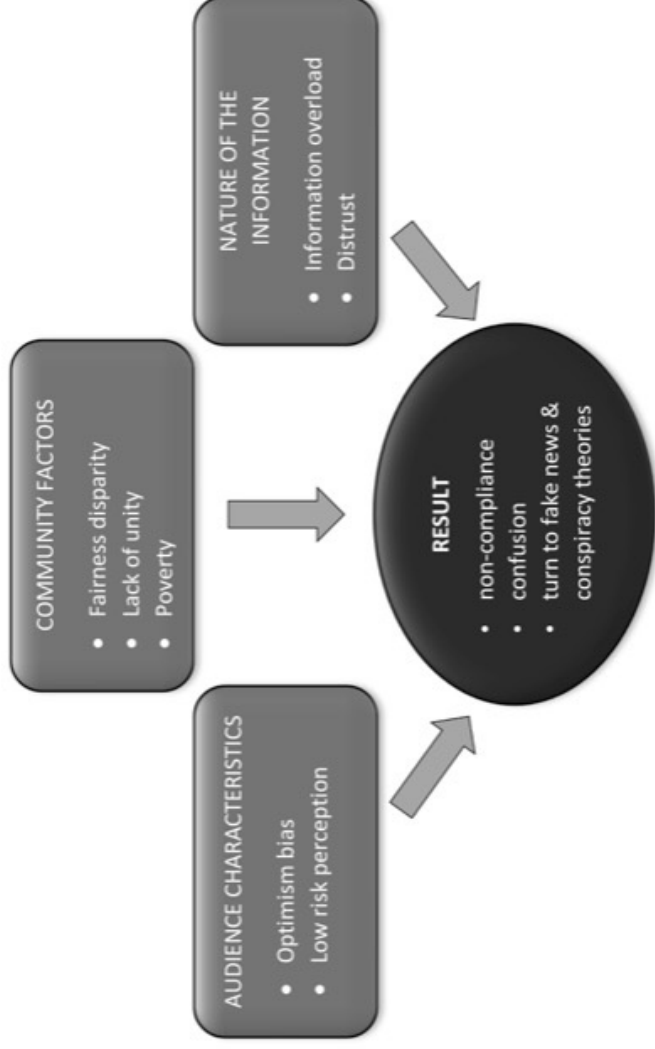 COMMUNITY FACTORS
• Fairness disparity
• Lack of unity
• Poverty
AUDIENCE CHARACTERISTICS
• Optimism bias
• Low risk perception
NATURE OF THE
INFORMATION
• Information overload
• Distrust
RESULT
• non-compliance
• confusion
• turn to fake news &
conspiracy theories